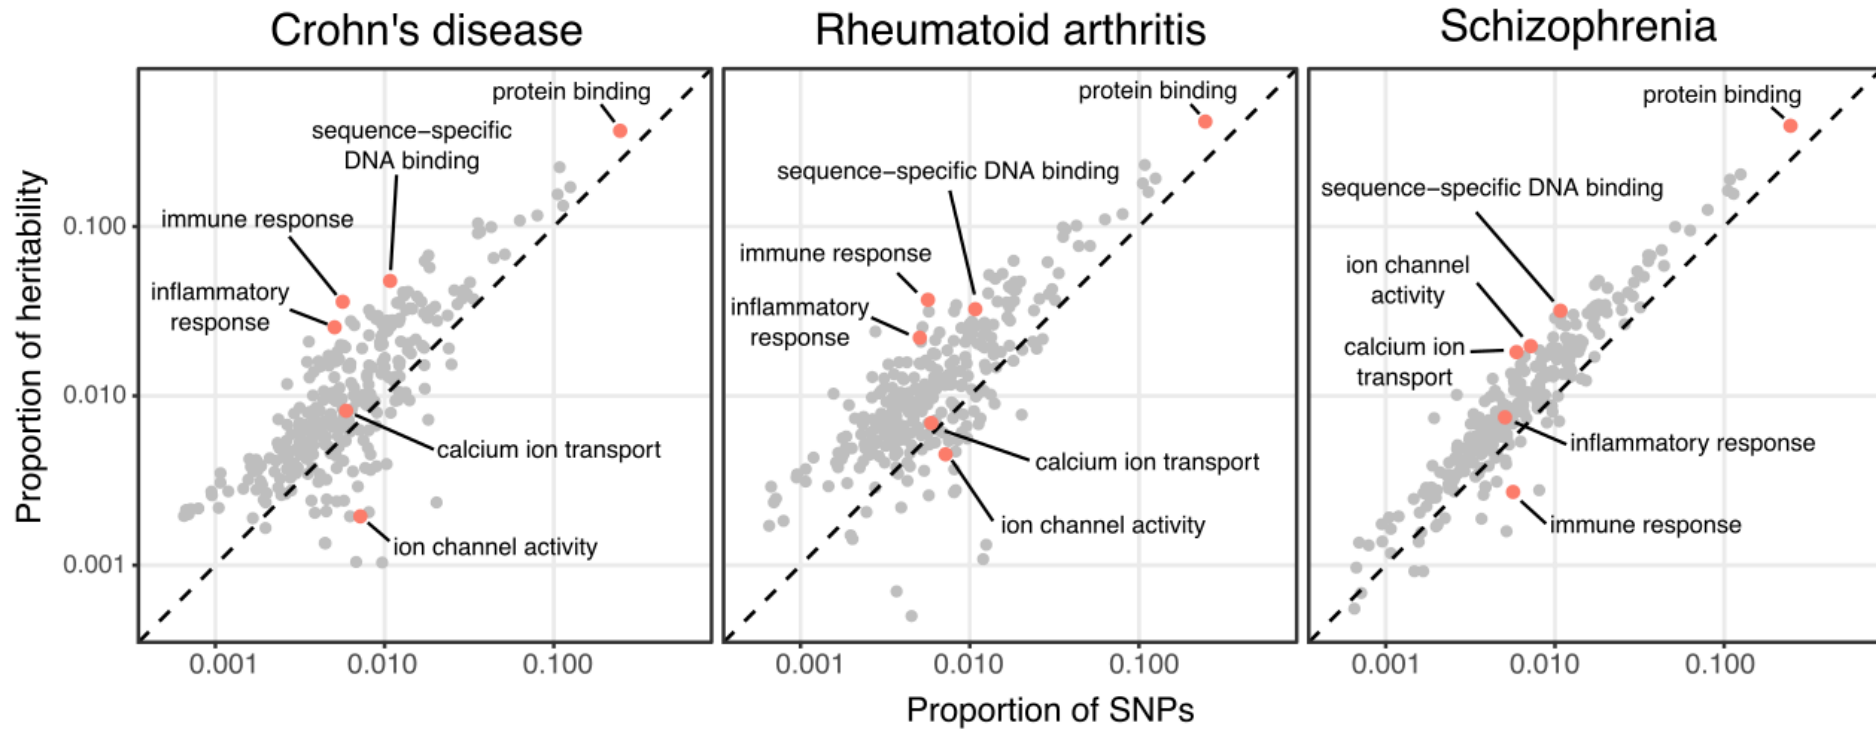 Crohn's disease
Rheumatoid arthritis
Schizophrenia
Proportion of heritability
0.100
0.010
0.001
protein binding
sequence−specific
DNA binding
immune response
inflammatory
response
calcium ion transport
ion channel activity
0.001
0.010
0.100
protein binding
sequence−specific DNA binding
immune response
inflammatory
response
calcium ion transport
ion channel activity
0.001
0.010
0.100
protein binding
sequence−specific DNA binding
ion channel
activity
calcium ion
transport
inflammatory response
immune response
0.001
0.010
0.100
Proportion of SNPs